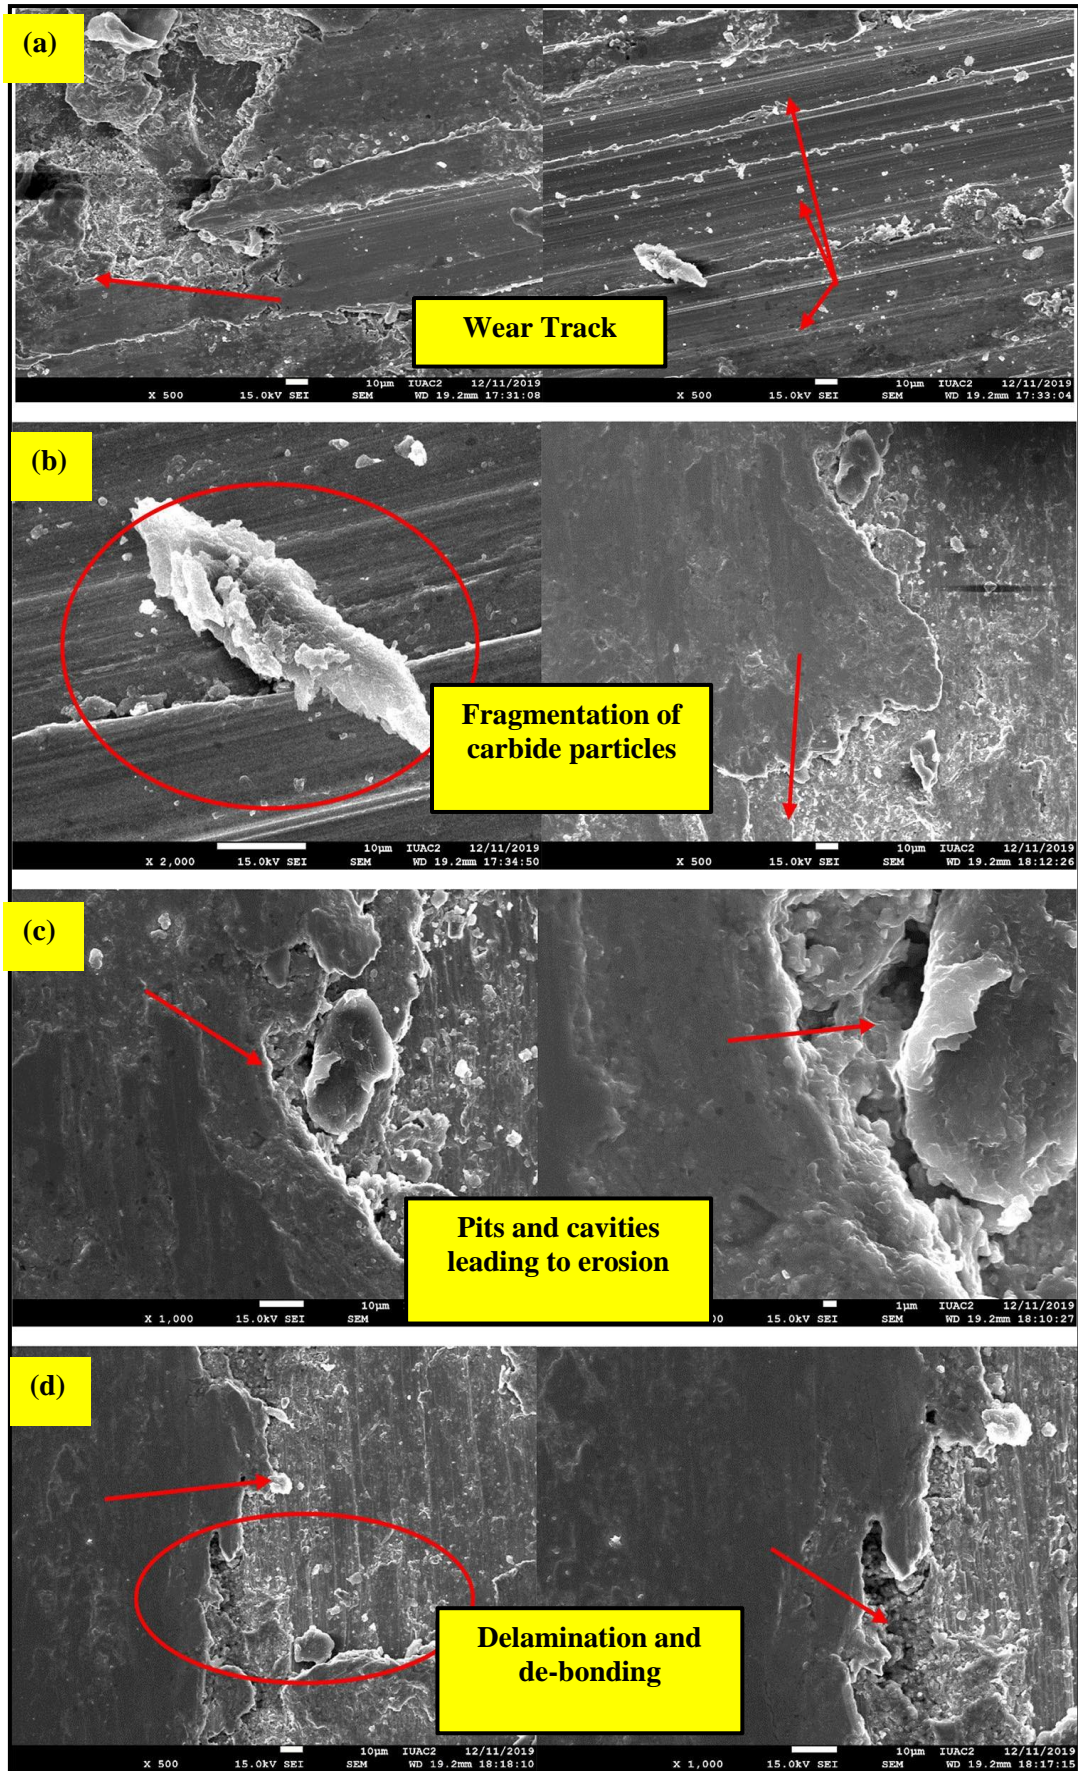 (a)
Wear Track
10μm IUAC2 12/11/2019
X 500 15.0kV SEI SEM WD 19.2mm 17:31:08
10μm IUAC2 12/11/2019
X 500 15.0kV SEI SEM WD 19.2mm 17:33:04
(b)
Fragmentation of
carbide particles
10μm IUAC2 12/11/2019
X 2,000 15.0kV SEI SEM WD 19.2mm 17:34:50
10μm IUAC2 12/11/2019
X 500 15.0kV SEI SEM WD 19.2mm 18:12:26
(c)
Pits and cavities
leading to erosion
10μm
X 1,000 15.0kV SEI SEM
1μm IUAC2 12/11/2019
15.0kV SEI SEM WD 19.2mm 18:10:27
(d)
Delamination and
de-bonding
10μm IUAC2 12/11/2019
X 500 15.0kV SEI SEM WD 19.2mm 18:18:10
10μm IUAC2 12/11/2019
X 1,000 15.0kV SEI SEM WD 19.2mm 18:17:15